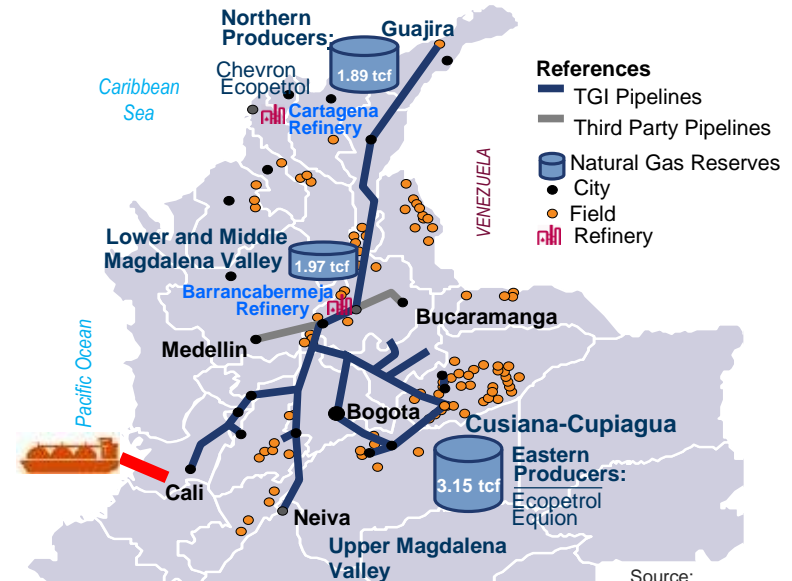 Northern
Producers:
Guajira
1.89 tcf
Chevron
Ecopetrol
Caribbean
Sea
Cartagena
Refinery
References
TGI Pipelines
Third Party Pipelines
Natural Gas Reserves
City
Field
Refinery
VENEZUELA
Lower and Middle
Magdalena Valley
1.97 tcf
Barrancabermeja
Refinery
Bucaramanga
Medellin
Pacific Ocean
Bogota
Cusiana-Cupiagua
Eastern
Producers:
3.15 tcf
Ecopetrol
Equion
Cali
Neiva
Upper Magdalena
Valley
Source: